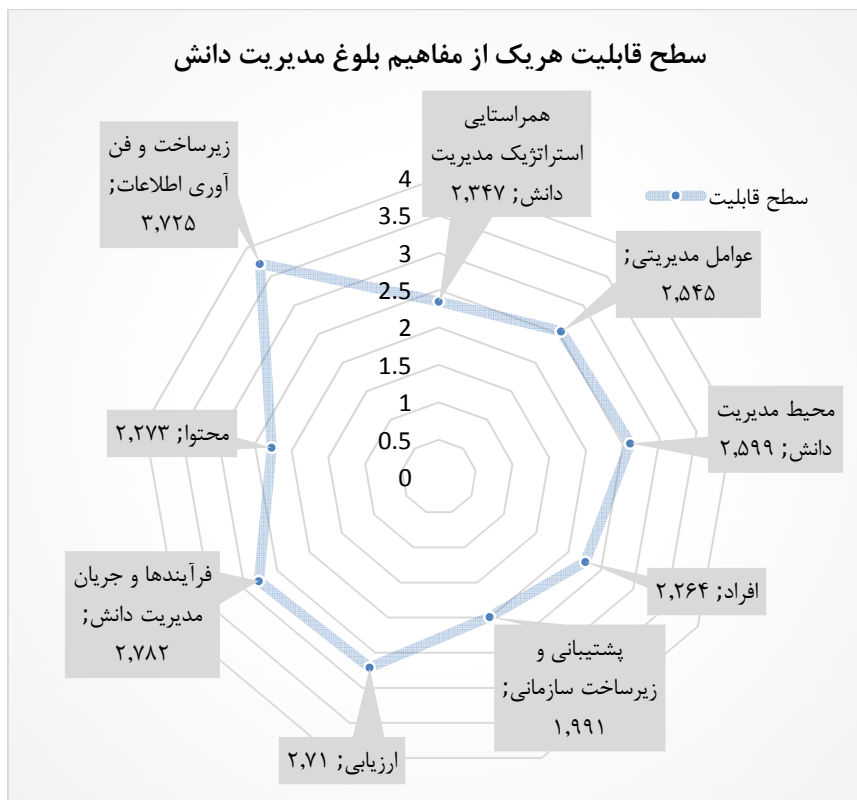 سطح قابلیت هریک از مفاهیم بلوغ مدیریت دانش
همراستایی
استراتژیک مدیریت
دانش; ۲,۳۴۷
زیرساخت و فن
آوری اطلاعات;
۳,۷۲۵
سطح قابلیت
عوامل مدیریتی;
۲,۵۴۵
محیط مدیریت
دانش; ۲,۵۹۹
افراد; ۲,۲۶۴
پشتیبانی و
زیرساخت سازمانی;
۱,۹۹۱
ارزیابی; ۲,۷۱
فرآیندها و جریان
مدیریت دانش;
۲,۷۸۲
محتوا; ۲,۲۷۳
4
3.5
3
2.5
2
1.5
1
0.5
0